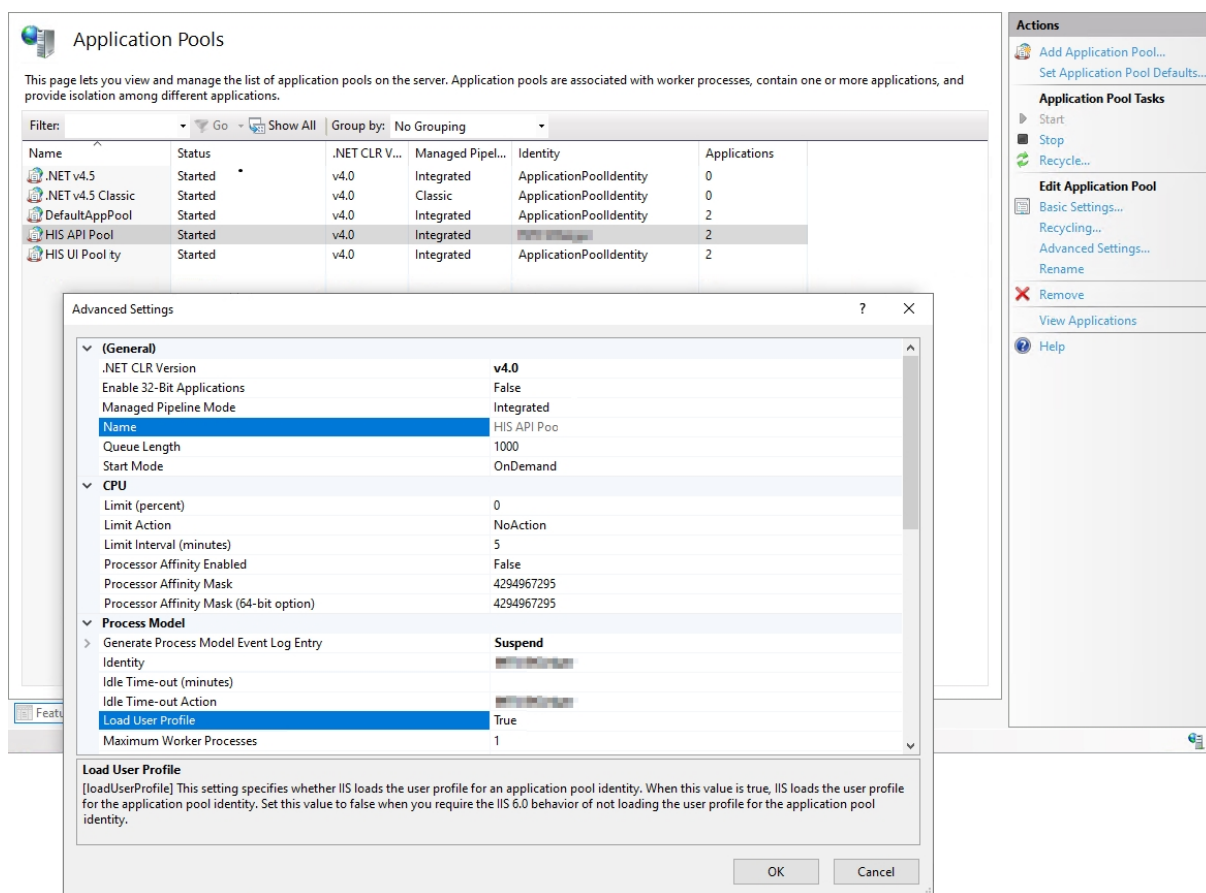 Application Pools
This page lets you view and manage the list of application pools on the server. Application pools are associated with worker processes, contain one or more applications, and
provide isolation among different applications.
Filter: Go Show All Group by: No Grouping
Name Status .NET CLR V... Managed Pipel... Identity Applications
.NET v4.5 Started v4.0 Integrated ApplicationPoolIdentity 0
.NET v4.5 Classic Started v4.0 Classic ApplicationPoolIdentity 0
DefaultAppPool Started v4.0 Integrated ApplicationPoolIdentity 2
HIS API Pool Started v4.0 Integrated 2
HIS UI Pool ty Started v4.0 Integrated ApplicationPoolIdentity 2
Advanced Settings ?
(General)
.NET CLR Version v4.0
Enable 32-Bit Applications False
Managed Pipeline Mode Integrated
Name HIS API Poo
Queue Length 1000
Start Mode OnDemand
CPU
Limit (percent) 0
Limit Action NoAction
Limit Interval (minutes) 5
Processor Affinity Enabled False
Processor Affinity Mask 4294967295
Processor Affinity Mask (64-bit option) 4294967295
Process Model
Generate Process Model Event Log Entry Suspend
Identity
Idle Time-out (minutes)
Idle Time-out Action
Load User Profile True
Maximum Worker Processes 1
Load User Profile
[loadUserProfile] This setting specifies whether IIS loads the user profile for an application pool identity. When this value is true, IIS loads the user profile
for the application pool identity. Set this value to false when you require the IIS 6.0 behavior of not loading the user profile for the application pool
identity.
OK Cancel
Featu
Actions
Add Application Pool...
Set Application Pool Defaults...
Application Pool Tasks
Start
Stop
Recycle...
Edit Application Pool
Basic Settings...
Recycling...
Advanced Settings...
Rename
Remove
View Applications
Help